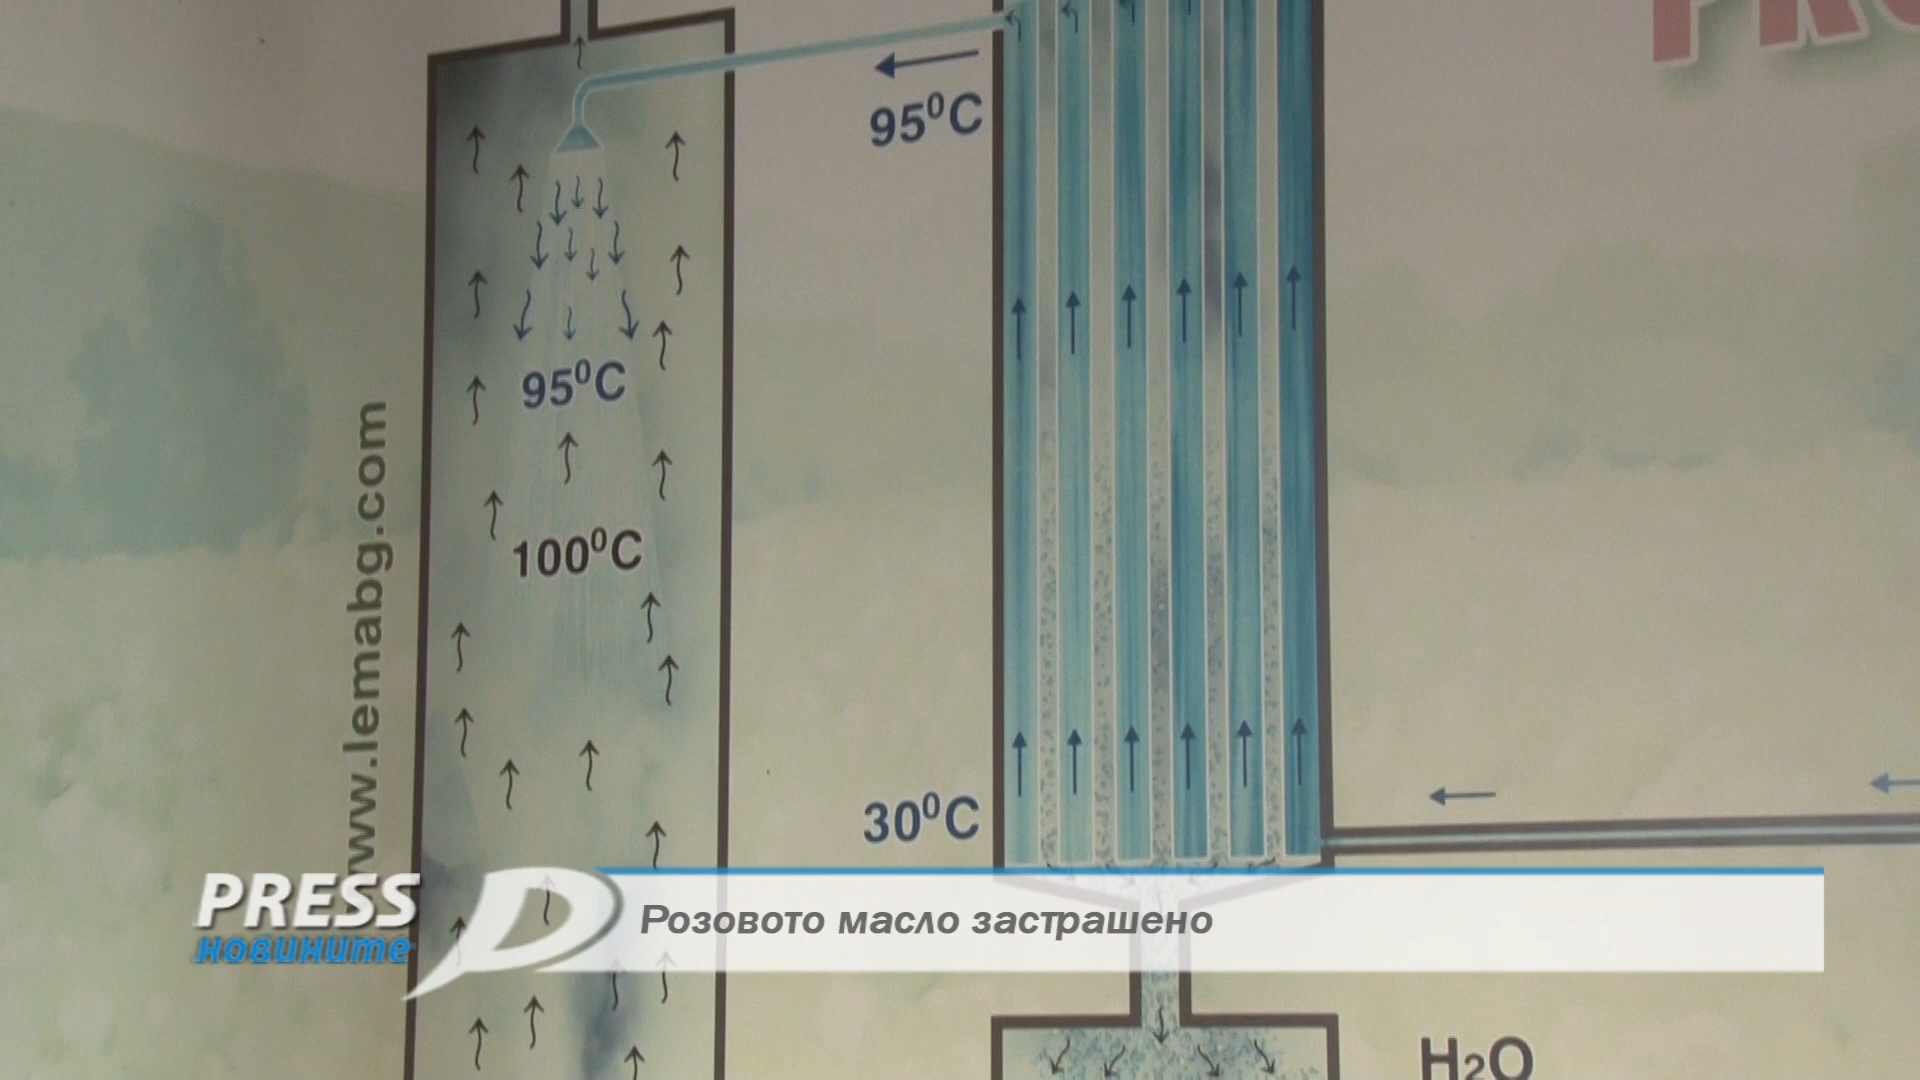 95⁰C
95⁰C
100⁰C
www.lemabg.com
30⁰C
PRESS
новините
Розовото масло застрашено
H₂O